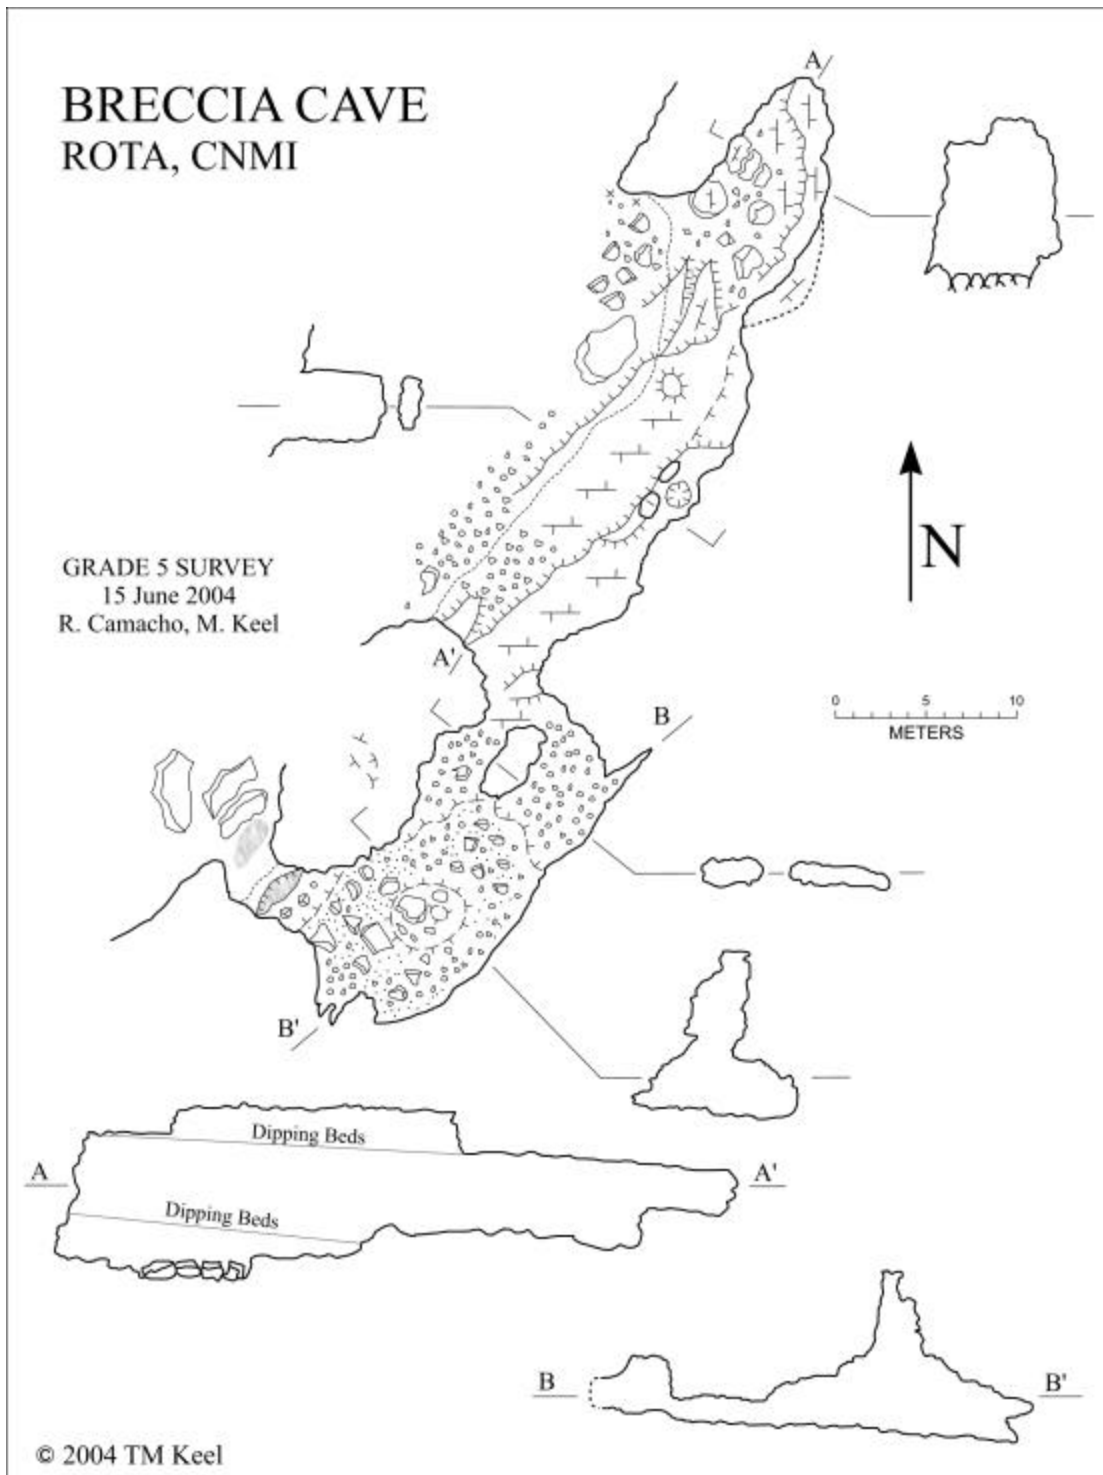 BRECCIA CAVE
ROTA, CNMI
A
N
GRADE 5 SURVEY
15 June 2004
R. Camacho, M. Keel
A'
0 5 10
METERS
B
B'
Dipping Beds
A
A'
Dipping Beds
B
B'
© 2004 TM Keel